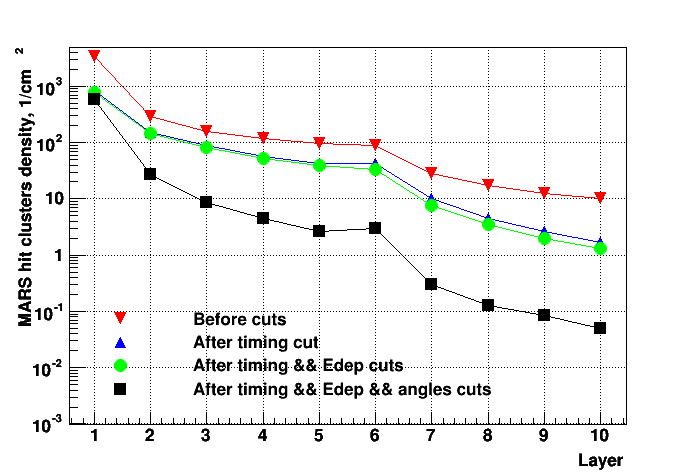 MARS hit clusters density, 1/cm²
10³
10²
10
1
10⁻¹
10⁻²
10⁻³
Before cuts
After timing cut
After timing && Edep cuts
After timing && Edep && angles cuts
1 2 3 4 5 6 7 8 9 10
Layer